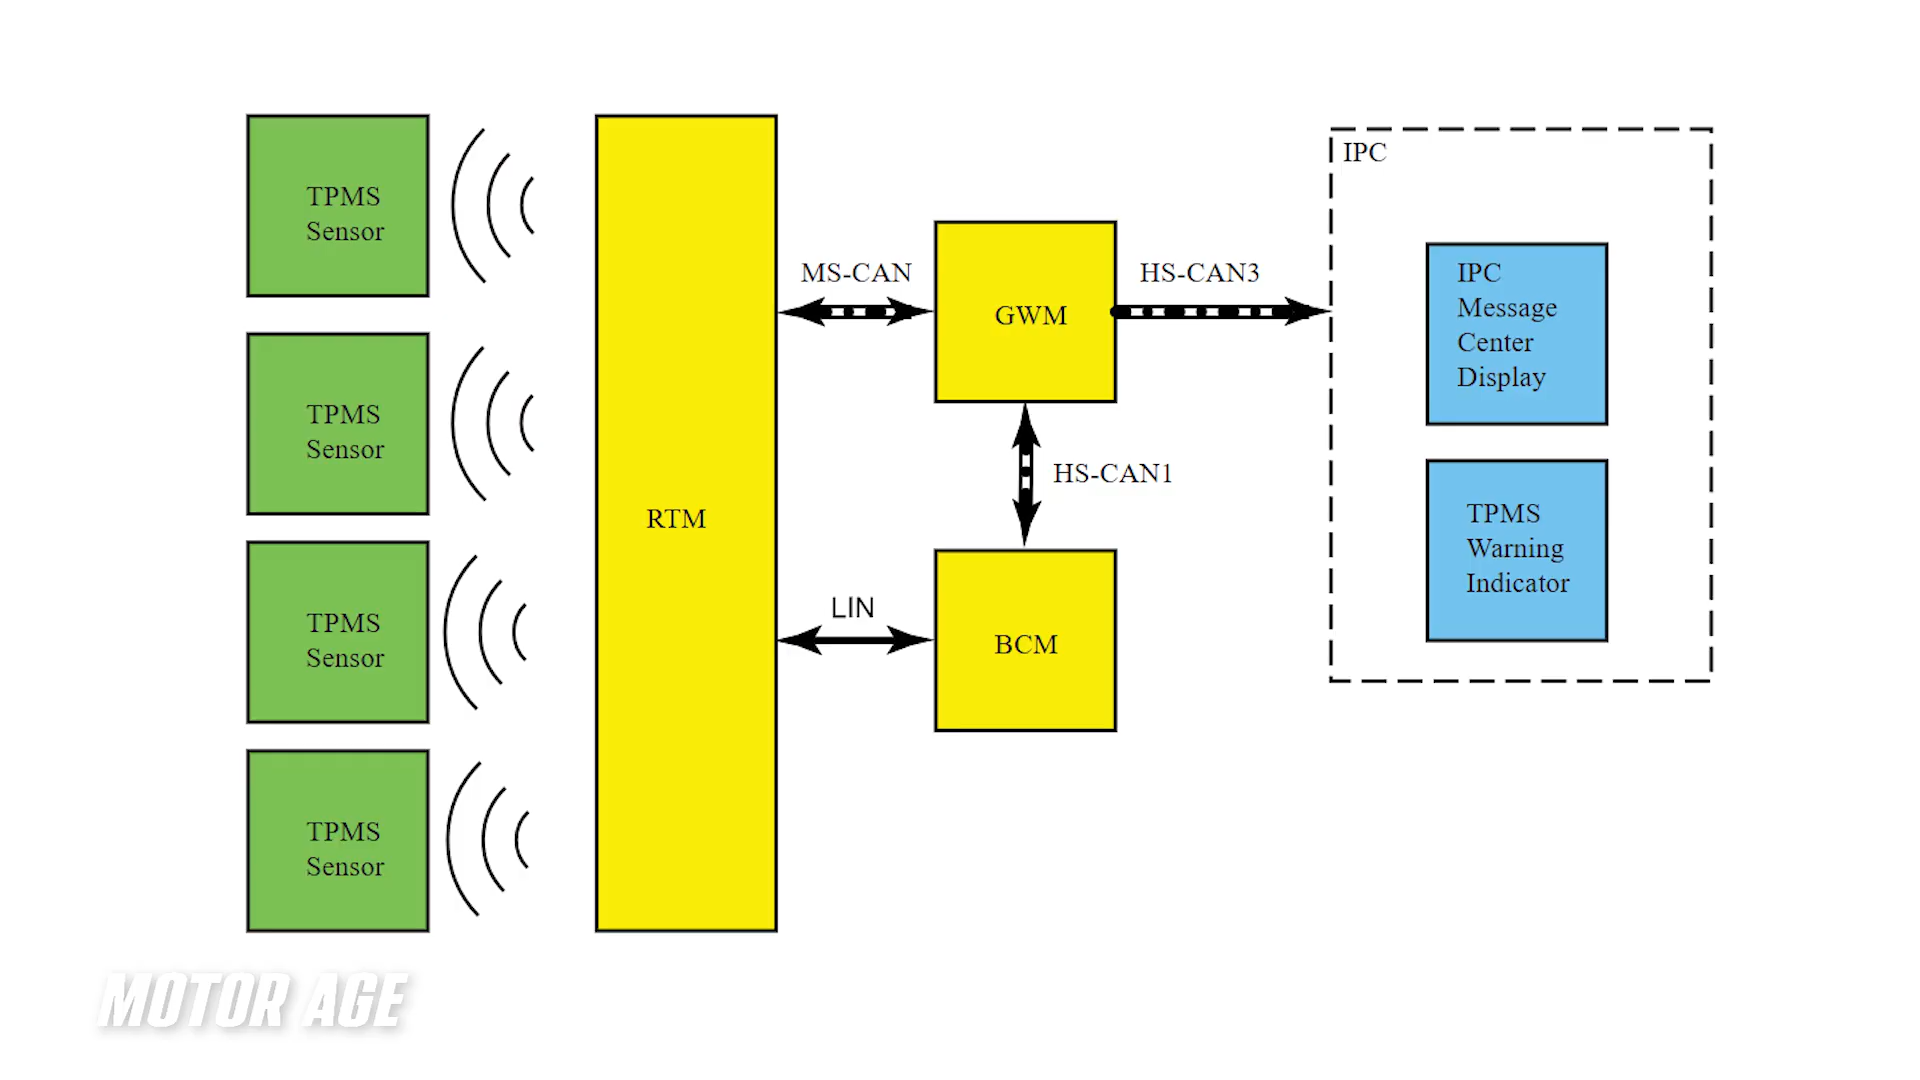 TPMS
Sensor
TPMS
Sensor
TPMS
Sensor
TPMS
Sensor
RTM
MS-CAN
LIN
GWM
HS-CAN1
BCM
HS-CAN3
IPC
IPC
Message
Center
Display
TPMS
Warning
Indicator
MOTOR AGE